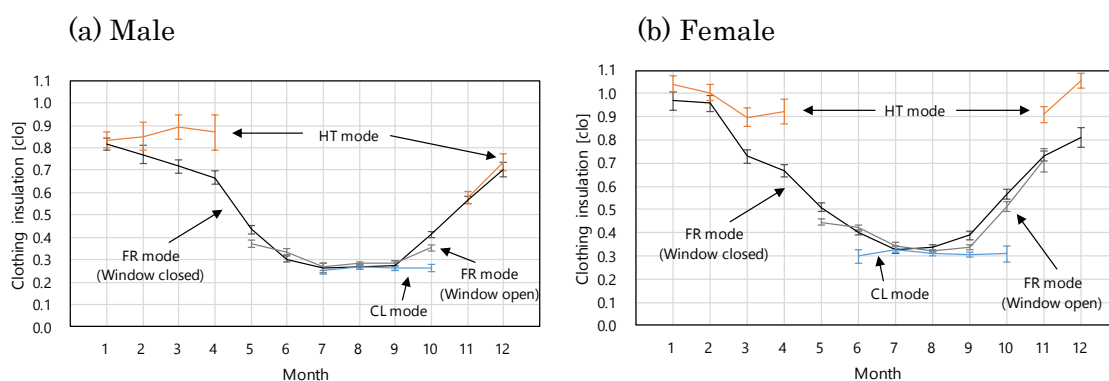 (a) Male
1.1
1.0
0.9
0.8
0.7
0.6
0.5
0.4
0.3
0.2
0.1
0.0
Clothing insulation [clo]
HT mode
FR mode
(Window closed)
FR mode
(Window open)
CL mode
1 2 3 4 5 6 7 8 9 10 11 12
Month
(b) Female
1.1
1.0
0.9
0.8
0.7
0.6
0.5
0.4
0.3
0.2
0.1
0.0
Clothing insulation [clo]
HT mode
FR mode
(Window closed)
CL mode
FR mode
(Window open)
1 2 3 4 5 6 7 8 9 10 11 12
Month